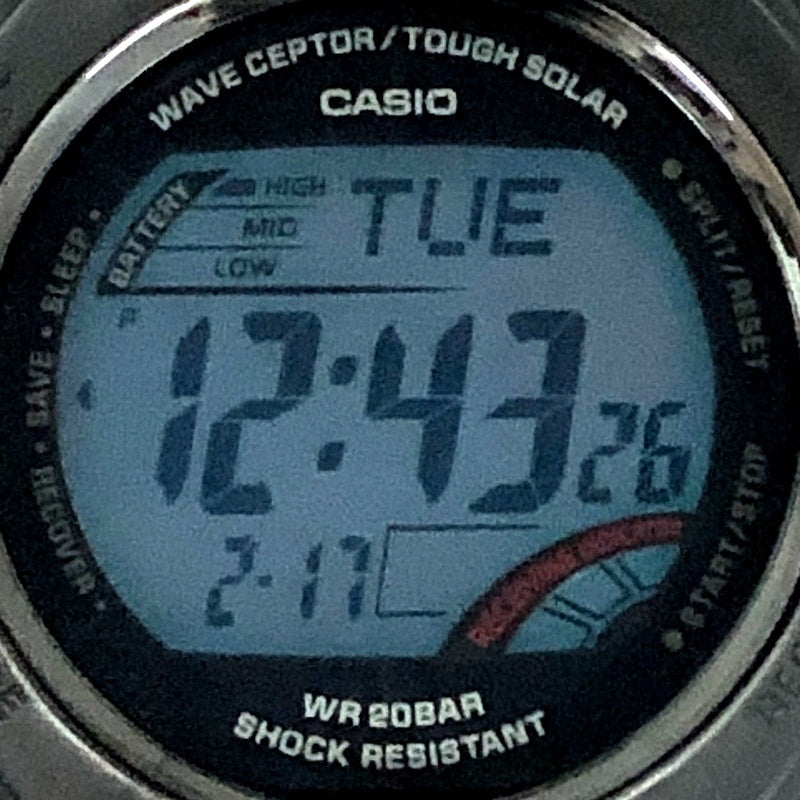 WAVE CEPTOR/TOUGH SOLAR
CASIO
BATTERY
HIGH
MID
LOW
TUE
P
12:43 26
2-17
RECOVER • SAVE • SLEEP •
• SPLIT/RESET
• START/STOP
WR 20BAR
SHOCK RESISTANT